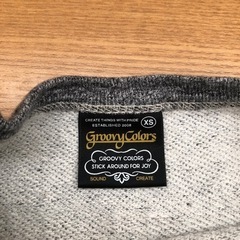 CREATE THINGS WITH PRIDE
ESTABLISHED 2008
XS
GroovyColors
GROOVY COLORS
STICK AROUND FOR JOY
SOUND CREATE